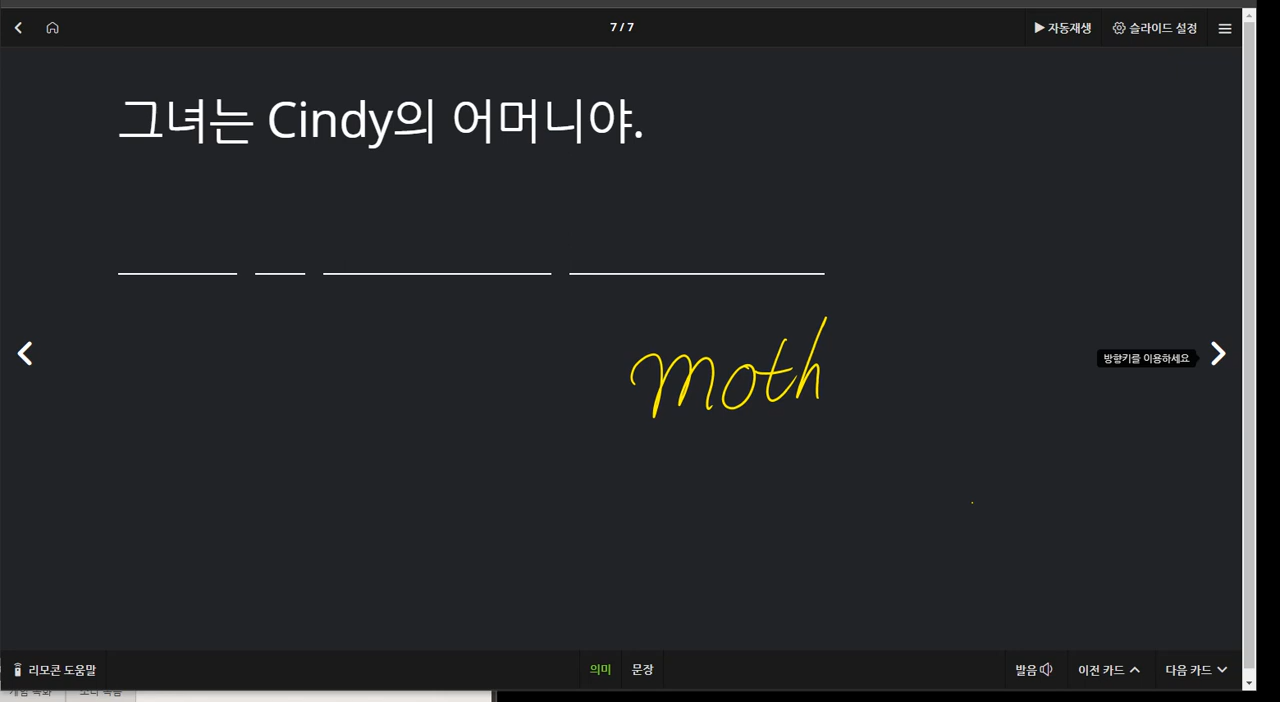 7 / 7
자동재생
슬라이드 설정
그녀는 Cindy의 어머니야.
moth
방향키를 이용하세요
리모콘 도움말
의미
문장
발음
이전 카드
다음 카드